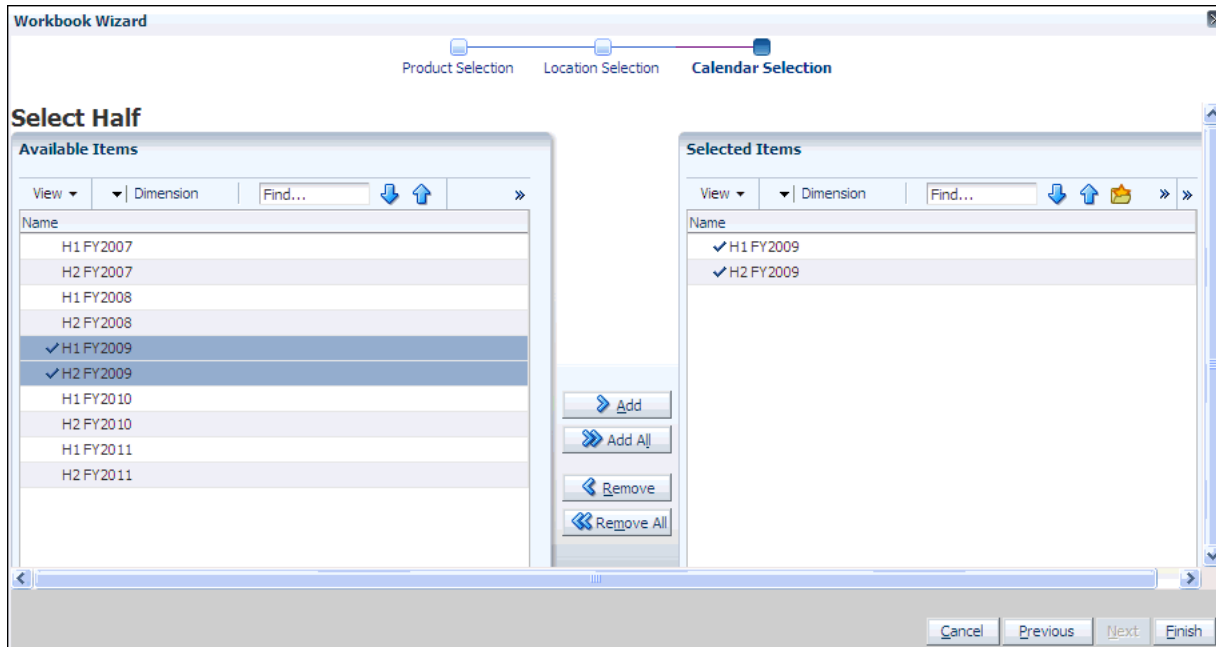 Workbook Wizard
Product Selection Location Selection Calendar Selection
Select Half
Available Items
View Dimension Find... »
Name
H1 FY2007
H2 FY2007
H1 FY2008
H2 FY2008
H1 FY2009
H2 FY2009
H1 FY2010
H2 FY2010
H1 FY2011
H2 FY2011
Add
Add All
Remove
Remove All
Selected Items
View Dimension Find... » »
Name
H1 FY2009
H2 FY2009
Cancel Previous Next Finish